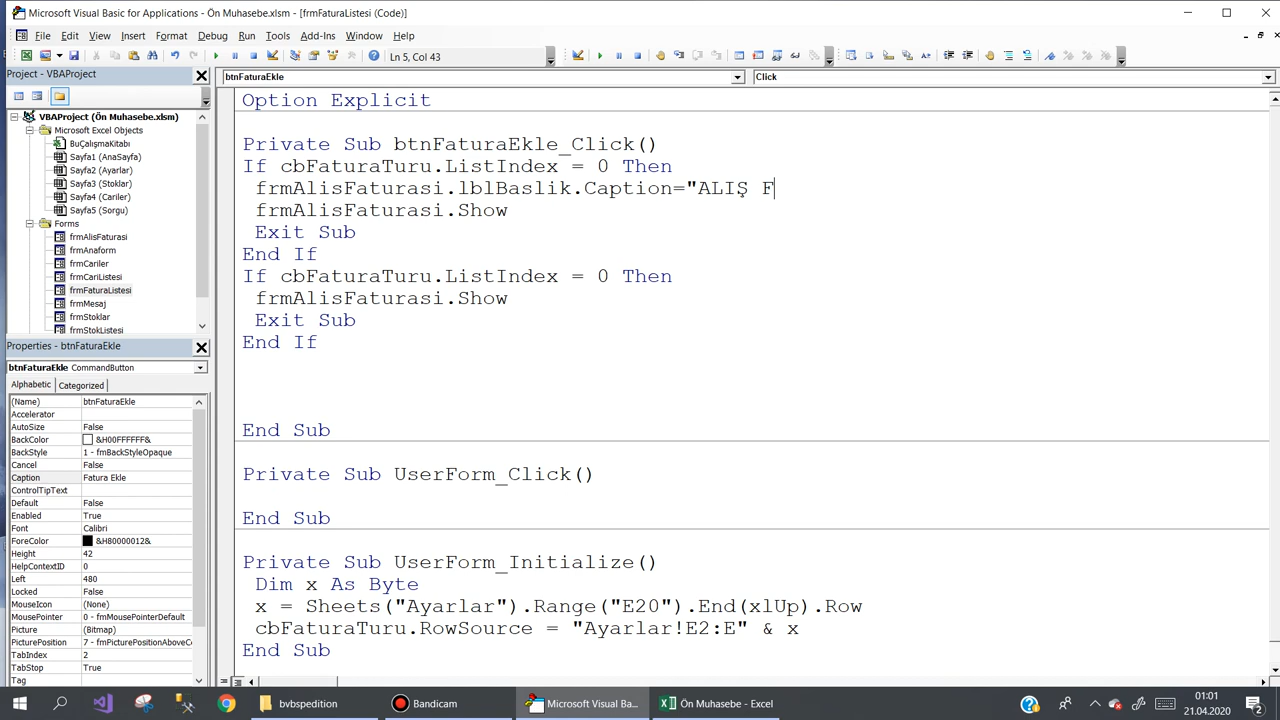 Microsoft Visual Basic for Applications - Ön Muhasebe.xlsm - [frmFaturaListesi (Code)]
File Edit View Insert Format Debug Run Tools Add-Ins Window Help
Ln 5, Col 43
Project - VBAProject
VBAProject (Ön Muhasebe.xlsm)
Microsoft Excel Objects
BuÇalışmaKitabı
Sayfa1 (AnaSayfa)
Sayfa2 (Ayarlar)
Sayfa3 (Stoklar)
Sayfa4 (Cariler)
Sayfa5 (Sorgu)
Forms
frmAlisFaturasi
frmAnaform
frmCariler
frmCariListesi
frmFaturaListesi
frmMesaj
frmStoklar
frmStokListesi
Properties - btnFaturaEkle
btnFaturaEkle CommandButton
Alphabetic Categorized
(Name) btnFaturaEkle
Accelerator
AutoSize False
BackColor &H00FFFFFF&
BackStyle 1 - fmBackStyleOpaque
Cancel False
Caption Fatura Ekle
ControlTipText
Default False
Enabled True
Font Calibri
ForeColor &H80000012&
Height 42
HelpContextID 0
Left 480
Locked False
MouseIcon (None)
MousePointer 0 - fmMousePointerDefault
Picture (Bitmap)
PicturePosition 7 - fmPicturePositionAboveCe
TabIndex 2
TabStop True
Tag
btnFaturaEkle Click
Option Explicit
Private Sub btnFaturaEkle_Click()
If cbFaturaTuru.ListIndex = 0 Then
frmAlisFaturasi.lblBaslik.Caption="ALIŞ F
frmAlisFaturasi.Show
Exit Sub
End If
If cbFaturaTuru.ListIndex = 0 Then
frmAlisFaturasi.Show
Exit Sub
End If
End Sub
Private Sub UserForm_Click()
End Sub
Private Sub UserForm_Initialize()
Dim x As Byte
x = Sheets("Ayarlar").Range("E20").End(xlUp).Row
cbFaturaTuru.RowSource = "Ayarlar!E2:E" & x
End Sub
bvbspedition
Bandicam
Microsoft Visual Ba...
Ön Muhasebe - Excel
01:01
21.04.2020
2